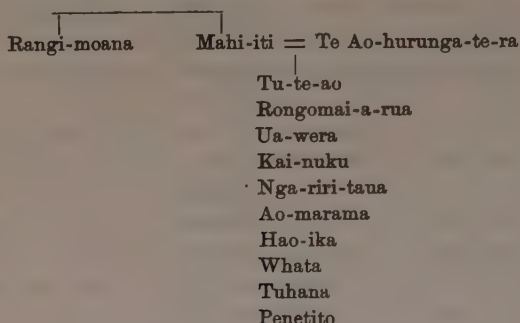 Rangi-moana Mahi-iti = Te Ao-hurunga-te-ra
Tu-te-ao
Rongomai-a-rua
Ua-wera
Kai-nuku
Nga-riri-taua
Ao-marama
Hao-ika
Whata
Tuhana
Penetito